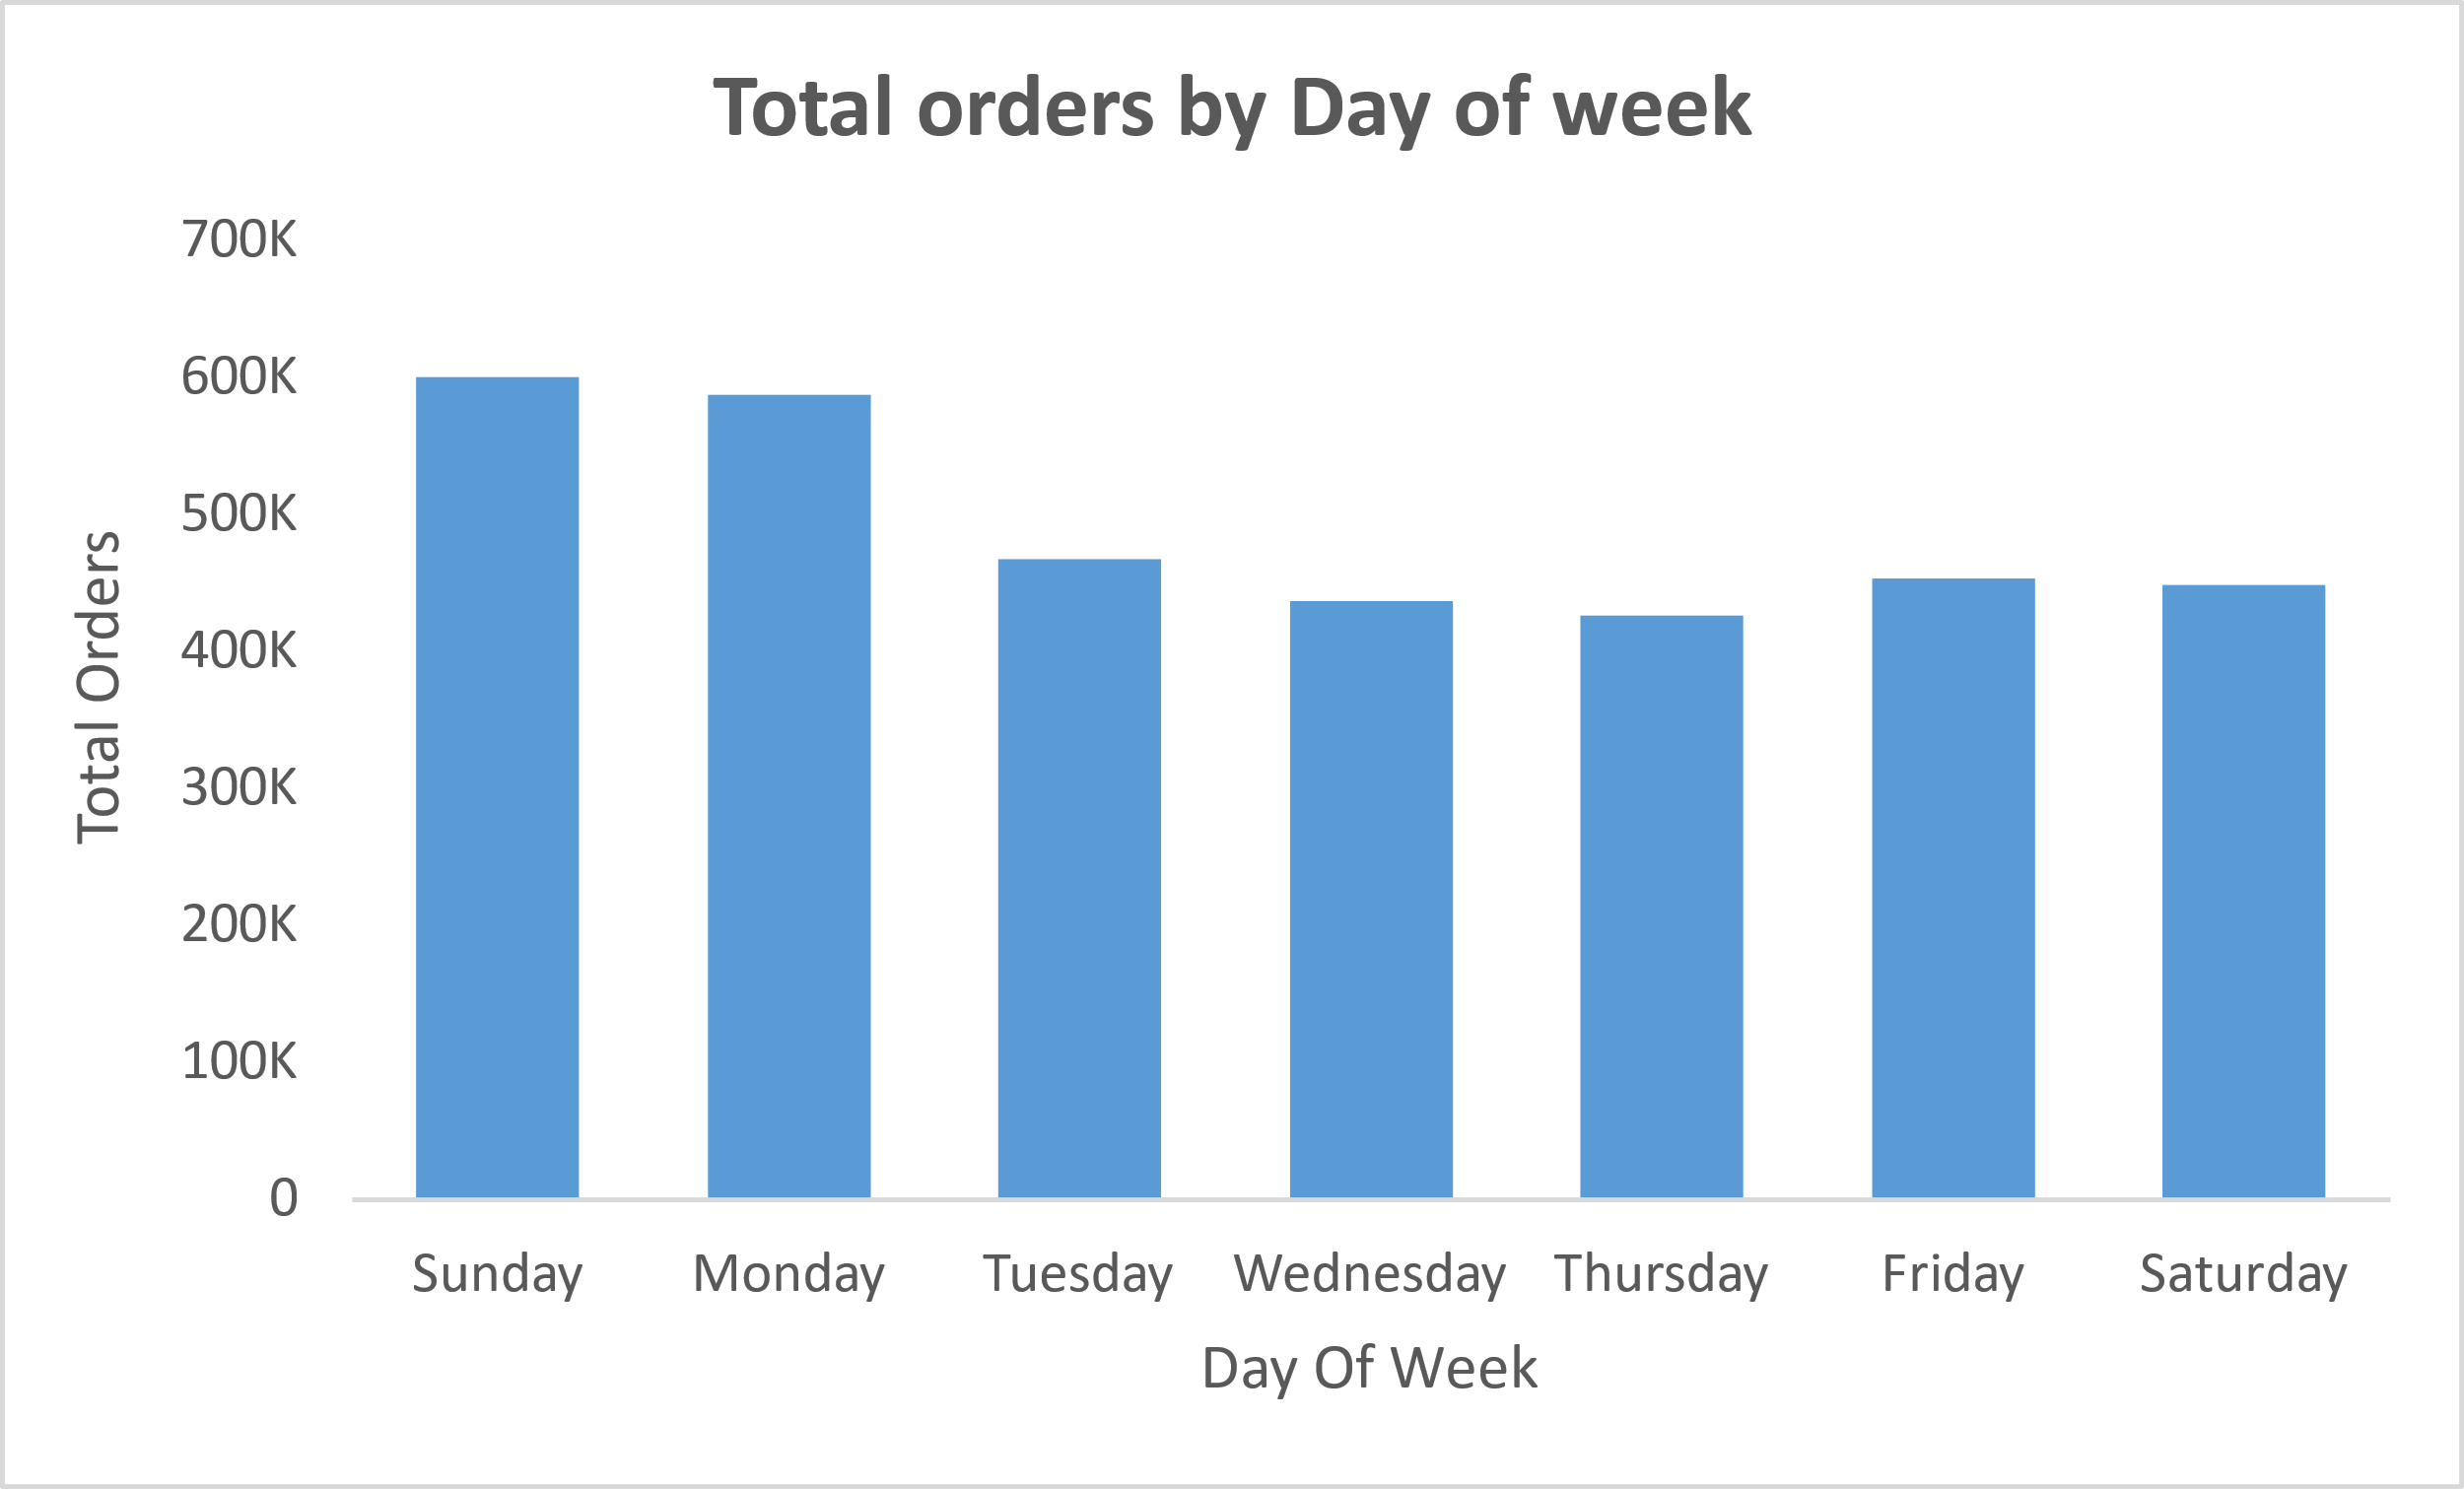 Total orders by Day of week
700K
600K
500K
400K
300K
200K
100K
0
Total Orders
Sunday Monday Tuesday Wednesday Thursday Friday Saturday
Day Of Week